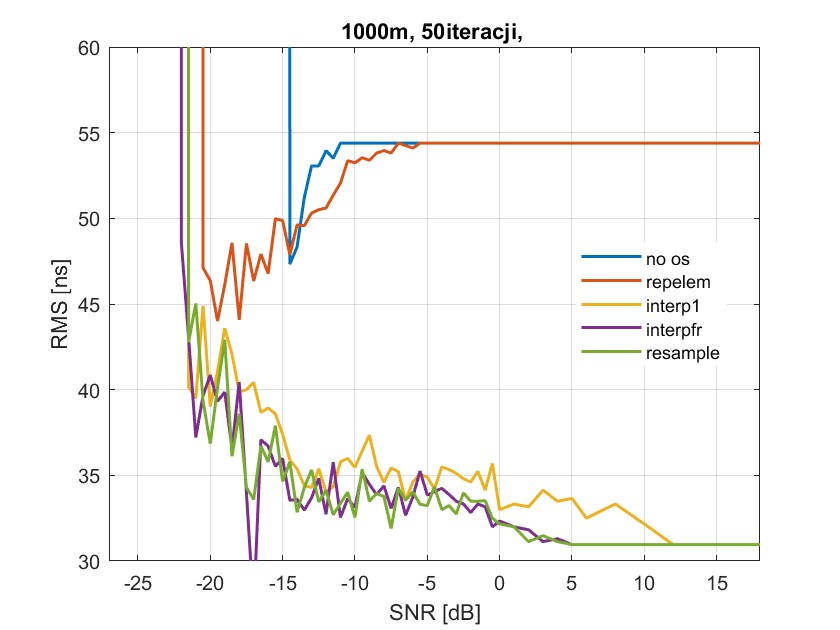 1000m, 50iteracji,
RMS [ns]
60
55
50
45
40
35
30
no os
repelem
interp1
interpfr
resample
-25 -20 -15 -10 -5 0 5 10 15
SNR [dB]